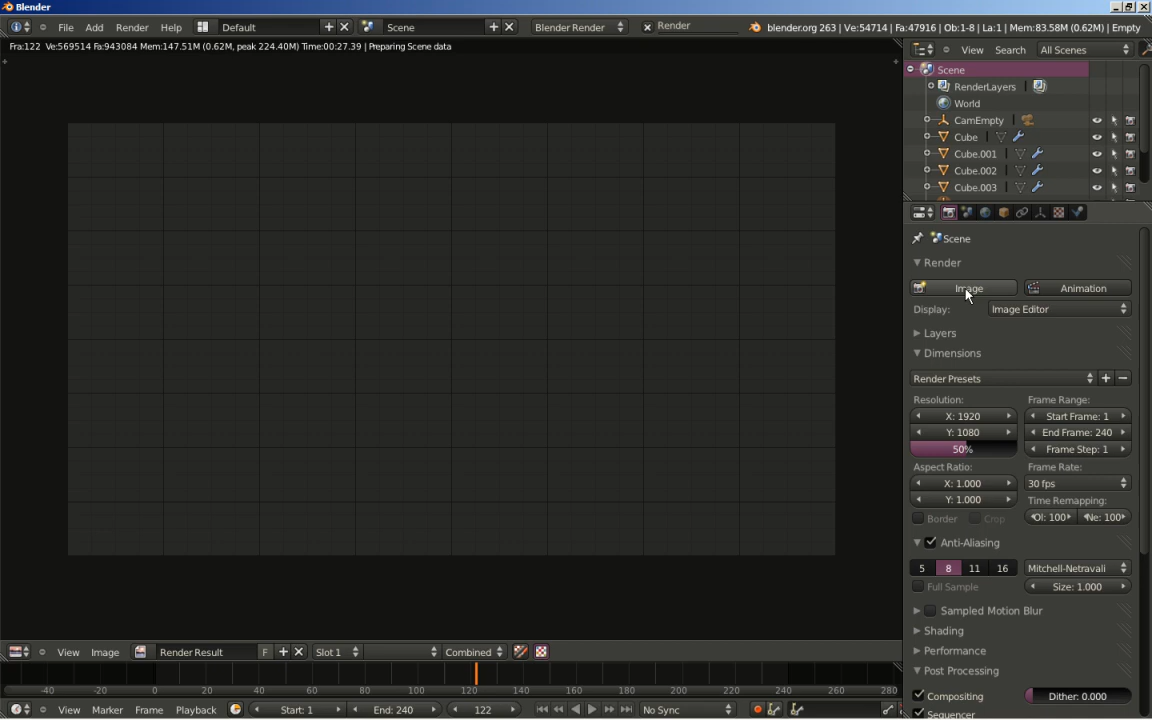 Blender
File Add Render Help Default Scene Blender Render Render blender.org 263 | Ve:54714 | Fa:47916 | Ob:1-8 | La:1 | Mem:83.58M (0.62M) | Empty
Fra:122 Ve:569514 Fa:943084 Mem:147.51M (0.62M, peak 224.40M) Time:00:27.39 | Preparing Scene data
View Search All Scenes
Scene
RenderLayers
World
CamEmpty
Cube
Cube.001
Cube.002
Cube.003
Scene
Render
Image Animation
Display: Image Editor
Layers
Dimensions
Render Presets
Resolution: Frame Range:
X: 1920 Start Frame: 1
Y: 1080 End Frame: 240
50% Frame Step: 1
Aspect Ratio: Frame Rate:
X: 1.000 30 fps
Y: 1.000 Time Remapping:
Border Crop Ol: 100 Ne: 100
Anti-Aliasing
5 8 11 16 Mitchell-Netravali
Full Sample Size: 1.000
Sampled Motion Blur
Shading
Performance
Post Processing
Compositing Dither: 0.000
Sequencer
View Image Render Result F Slot 1 Combined
-40 -20 0 20 40 60 80 100 120 140 160 180 200 220 240 260 280
View Marker Frame Playback Start: 1 End: 240 122 No Sync